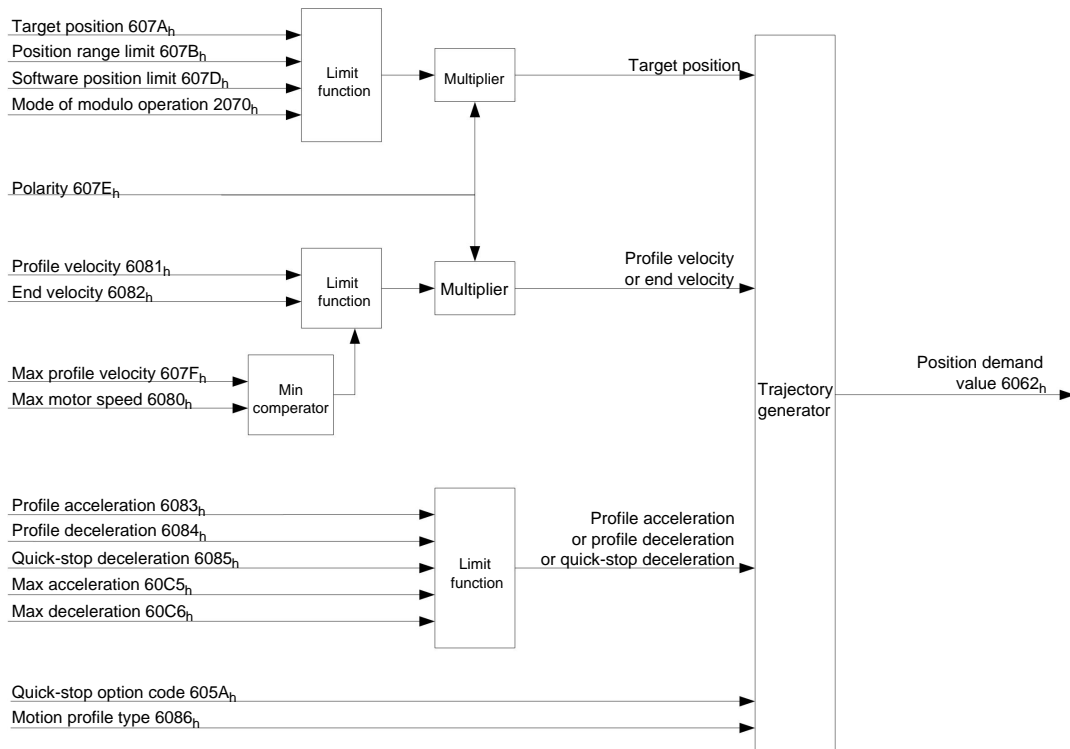 Target position 607Ah
Position range limit 607Bh
Software position limit 607Dh
Mode of modulo operation 2070h
Limit
function
Multiplier
Target position
Polarity 607Eh
Profile velocity 6081h
End velocity 6082h
Limit
function
Multiplier
Profile velocity
or end velocity
Max profile velocity 607Fh
Max motor speed 6080h
Min
comperator
Trajectory
generator
Position demand
value 6062h
Profile acceleration 6083h
Profile deceleration 6084h
Quick-stop deceleration 6085h
Max acceleration 60C5h
Max deceleration 60C6h
Limit
function
Profile acceleration
or profile deceleration
or quick-stop deceleration
Quick-stop option code 605Ah
Motion profile type 6086h